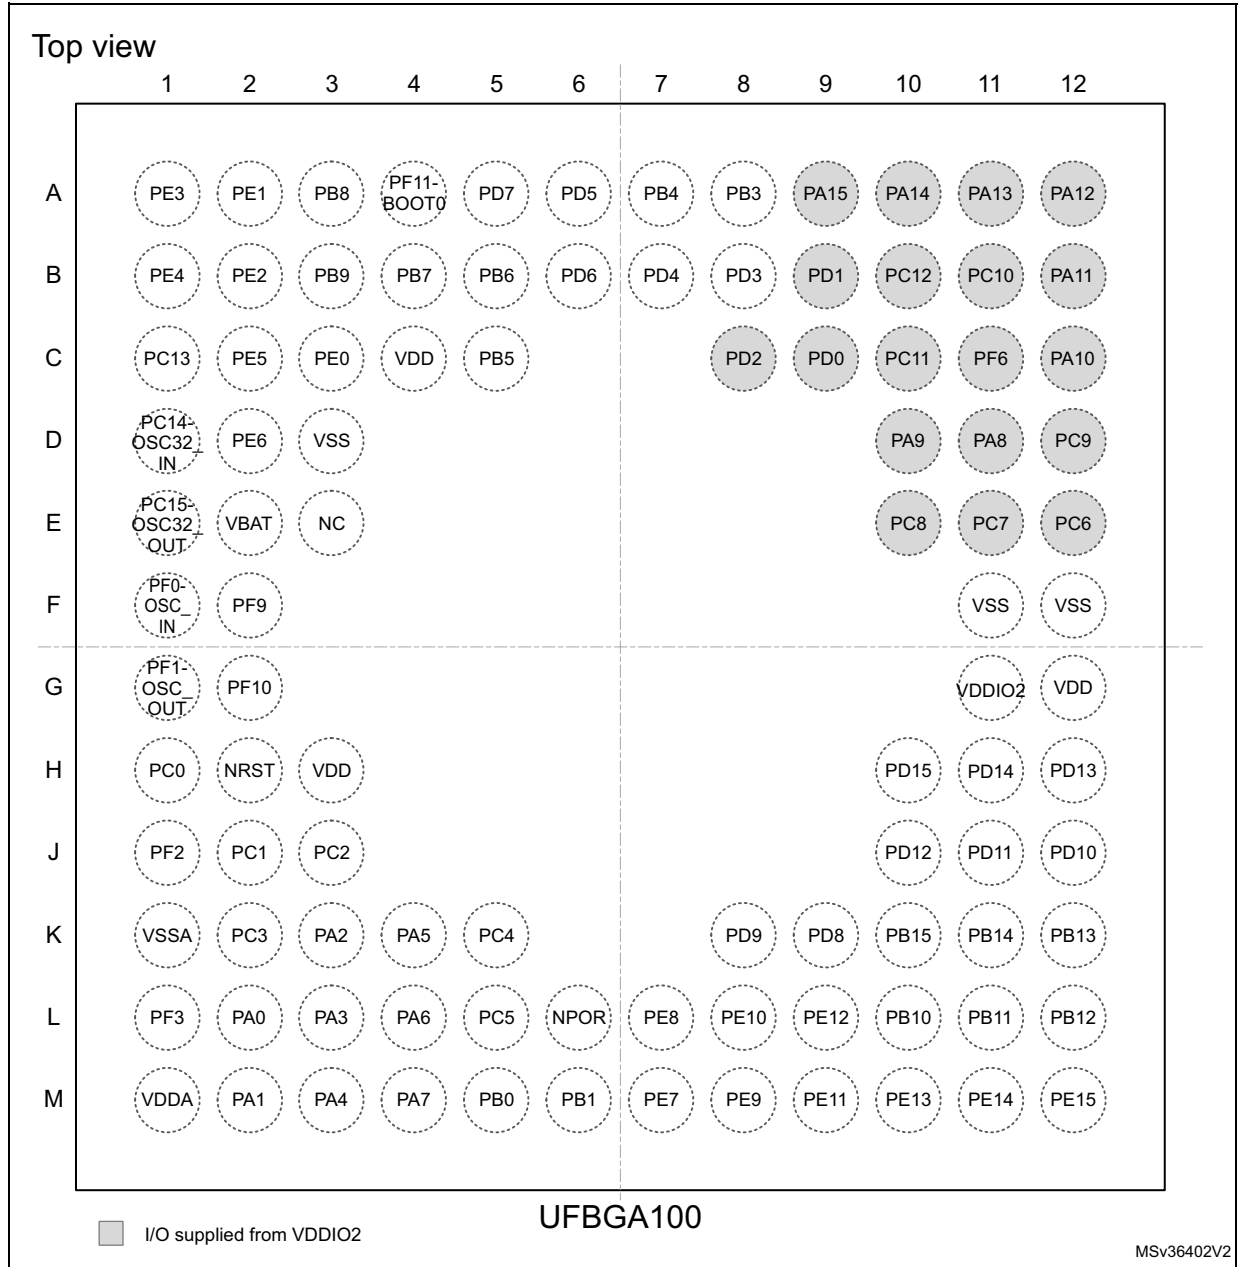 Top view
1 2 3 4 5 6 7 8 9 10 11 12
A PE3 PE1 PB8 PF11-BOOT0 PD7 PD5 PB4 PB3 PA15 PA14 PA13 PA12
B PE4 PE2 PB9 PB7 PB6 PD6 PD4 PD3 PD1 PC12 PC10 PA11
C PC13 PE5 PE0 VDD PB5 PD2 PD0 PC11 PF6 PA10
D PC14-OSC32_IN PE6 VSS PA9 PA8 PC9
E PC15-OSC32_OUT VBAT NC PC8 PC7 PC6
F PF0-OSC_IN PF9 VSS VSS
G PF1-OSC_OUT PF10 VDDIO2 VDD
H PC0 NRST VDD PD15 PD14 PD13
J PF2 PC1 PC2 PD12 PD11 PD10
K VSSA PC3 PA2 PA5 PC4 PD9 PD8 PB15 PB14 PB13
L PF3 PA0 PA3 PA6 PC5 NPOR PE8 PE10 PE12 PB10 PB11 PB12
M VDDA PA1 PA4 PA7 PB0 PB1 PE7 PE9 PE11 PE13 PE14 PE15
UFBGA100
I/O supplied from VDDIO2
MSv36402V2